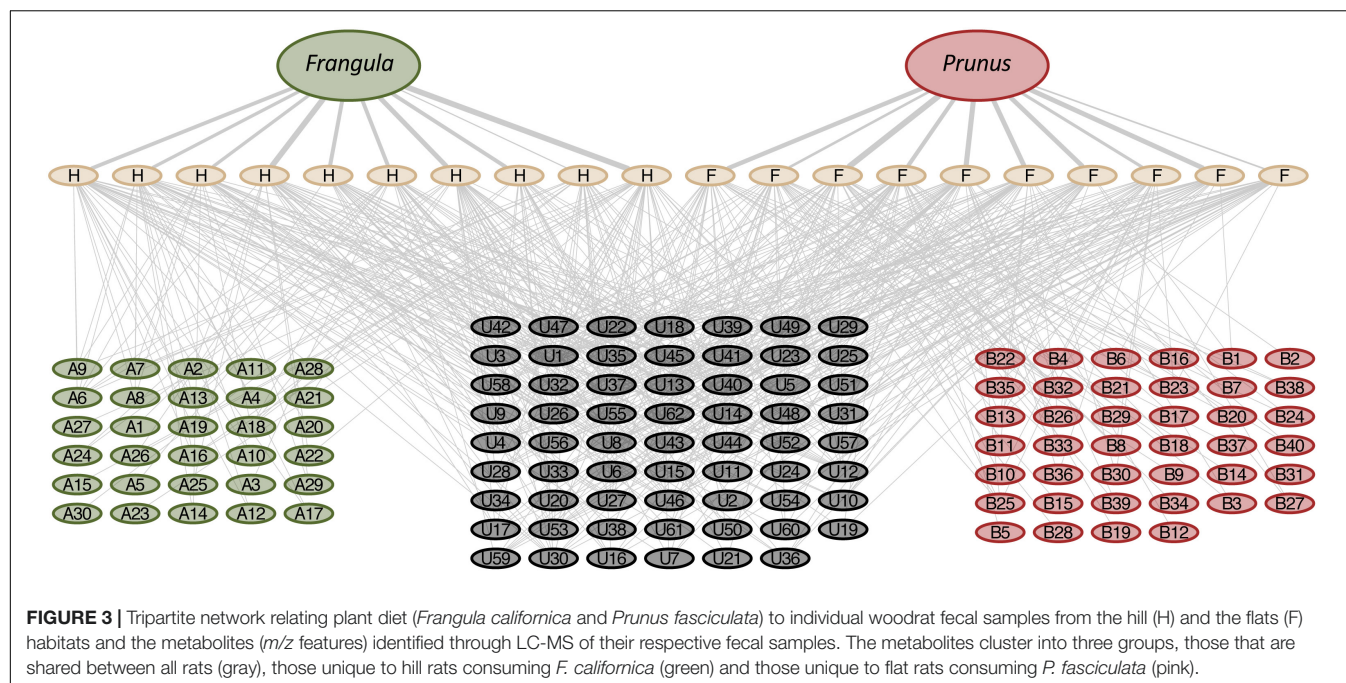 Frangula Prunus
H H H H H H H H H H F F F F F F F F F F
U42 U47 U22 U18 U39 U49 U29
U3 U1 U35 U45 U41 U23 U25
U58 U32 U37 U13 U40 U5 U51
U9 U26 U55 U62 U14 U48 U31
U4 U56 U8 U43 U44 U52 U57
U28 U33 U6 U15 U11 U24 U12
U34 U20 U27 U46 U2 U54 U10
U17 U53 U38 U61 U50 U60 U19
U59 U30 U16 U7 U21 U36
A9 A7 A2 A11 A28
A6 A8 A13 A4 A21
A27 A1 A19 A18 A20
A24 A26 A16 A10 A22
A15 A5 A25 A3 A29
A30 A23 A14 A12 A17
B22 B4 B6 B16 B1 B2
B35 B32 B21 B23 B7 B38
B13 B26 B29 B17 B20 B24
B11 B33 B8 B18 B37 B40
B10 B36 B30 B9 B14 B31
B25 B15 B39 B34 B3 B27
B5 B28 B19 B12
FIGURE 3 | Tripartite network relating plant diet (Frangula californica and Prunus fasciculata) to individual woodrat fecal samples from the hill (H) and the flats (F)
habitats and the metabolites (m/z features) identified through LC-MS of their respective fecal samples. The metabolites cluster into three groups, those that are
shared between all rats (gray), those unique to hill rats consuming F. californica (green) and those unique to flat rats consuming P. fasciculata (pink).